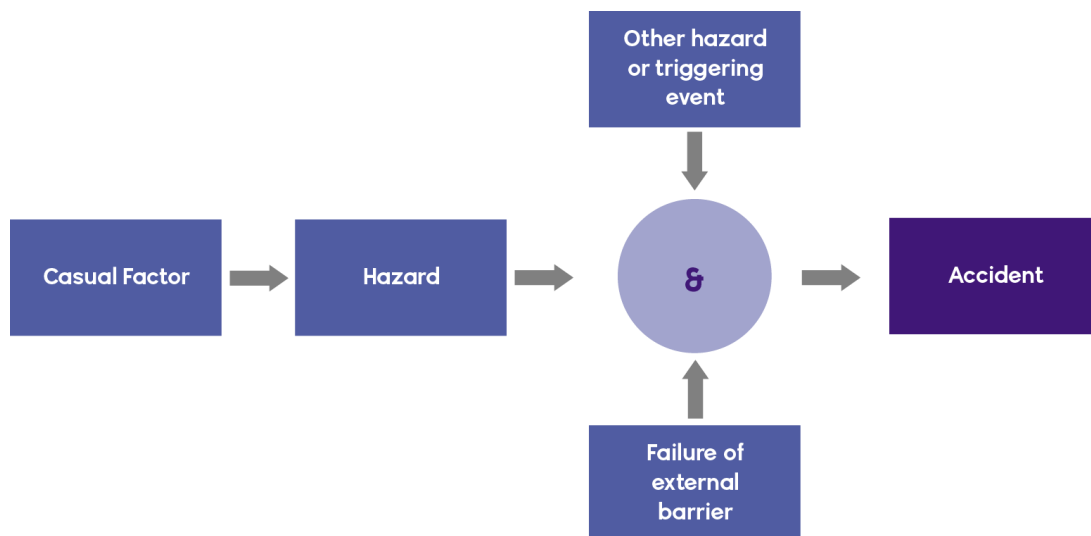 Other hazard
or triggering
event
Casual Factor
Hazard
&
Accident
Failure of
external
barrier